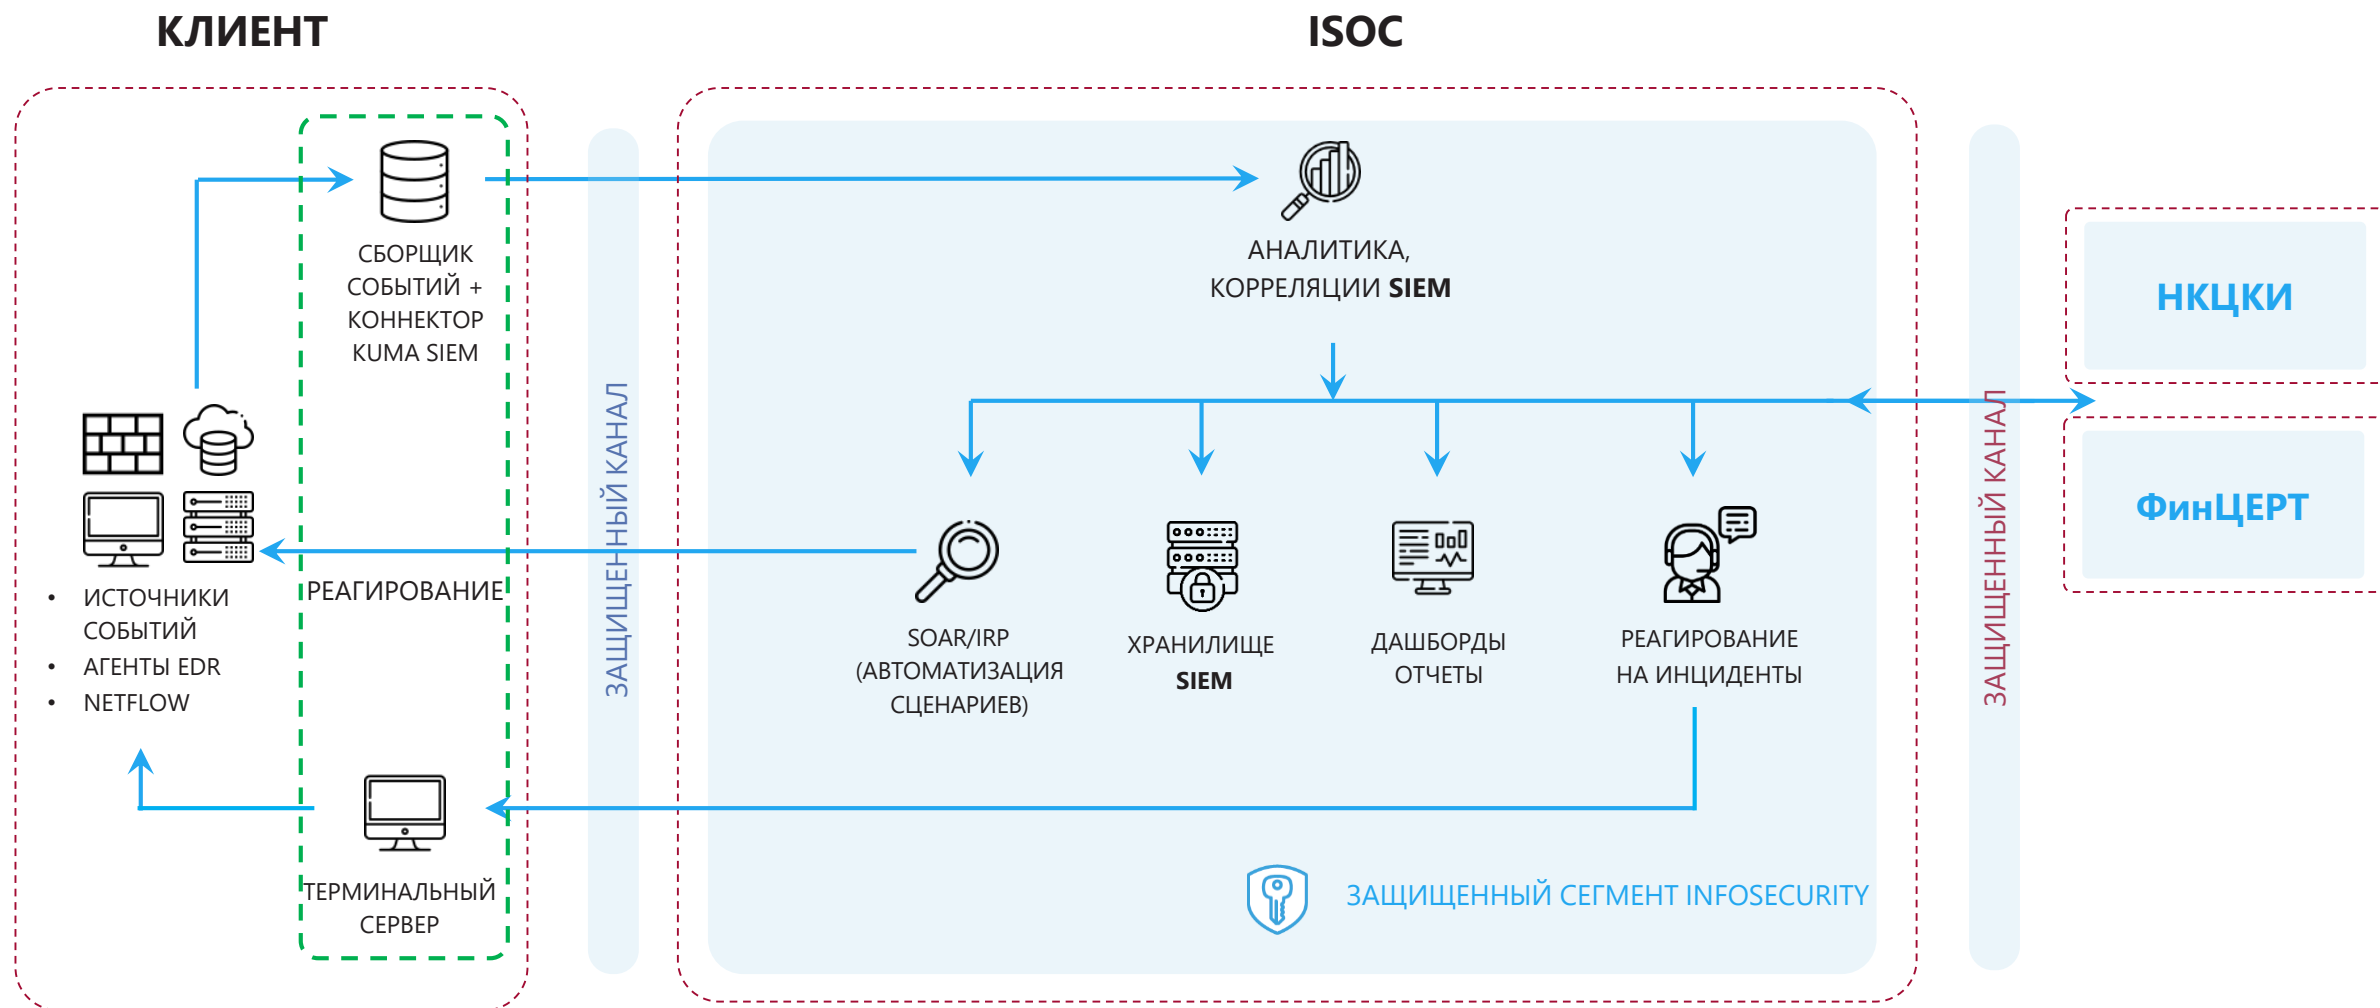 КЛИЕНТ
ISOC
СБОРЩИК
СОБЫТИЙ +
КОННЕКТОР
KUMA SIEM
ИСТОЧНИКИ
СОБЫТИЙ
АГЕНТЫ EDR
NETFLOW
РЕАГИРОВАНИЕ
ТЕРМИНАЛЬНЫЙ
СЕРВЕР
ЗАЩИЩЕННЫЙ КАНАЛ
АНАЛИТИКА,
КОРРЕЛЯЦИИ SIEM
SOAR/IRP
(АВТОМАТИЗАЦИЯ
СЦЕНАРИЕВ)
ХРАНИЛИЩЕ
SIEM
ДАШБОРДЫ
ОТЧЕТЫ
РЕАГИРОВАНИЕ
НА ИНЦИДЕНТЫ
ЗАЩИЩЕННЫЙ СЕГМЕНТ INFOSECURITY
ЗАЩИЩЕННЫЙ КАНАЛ
НКЦКИ
ФинЦЕРТ